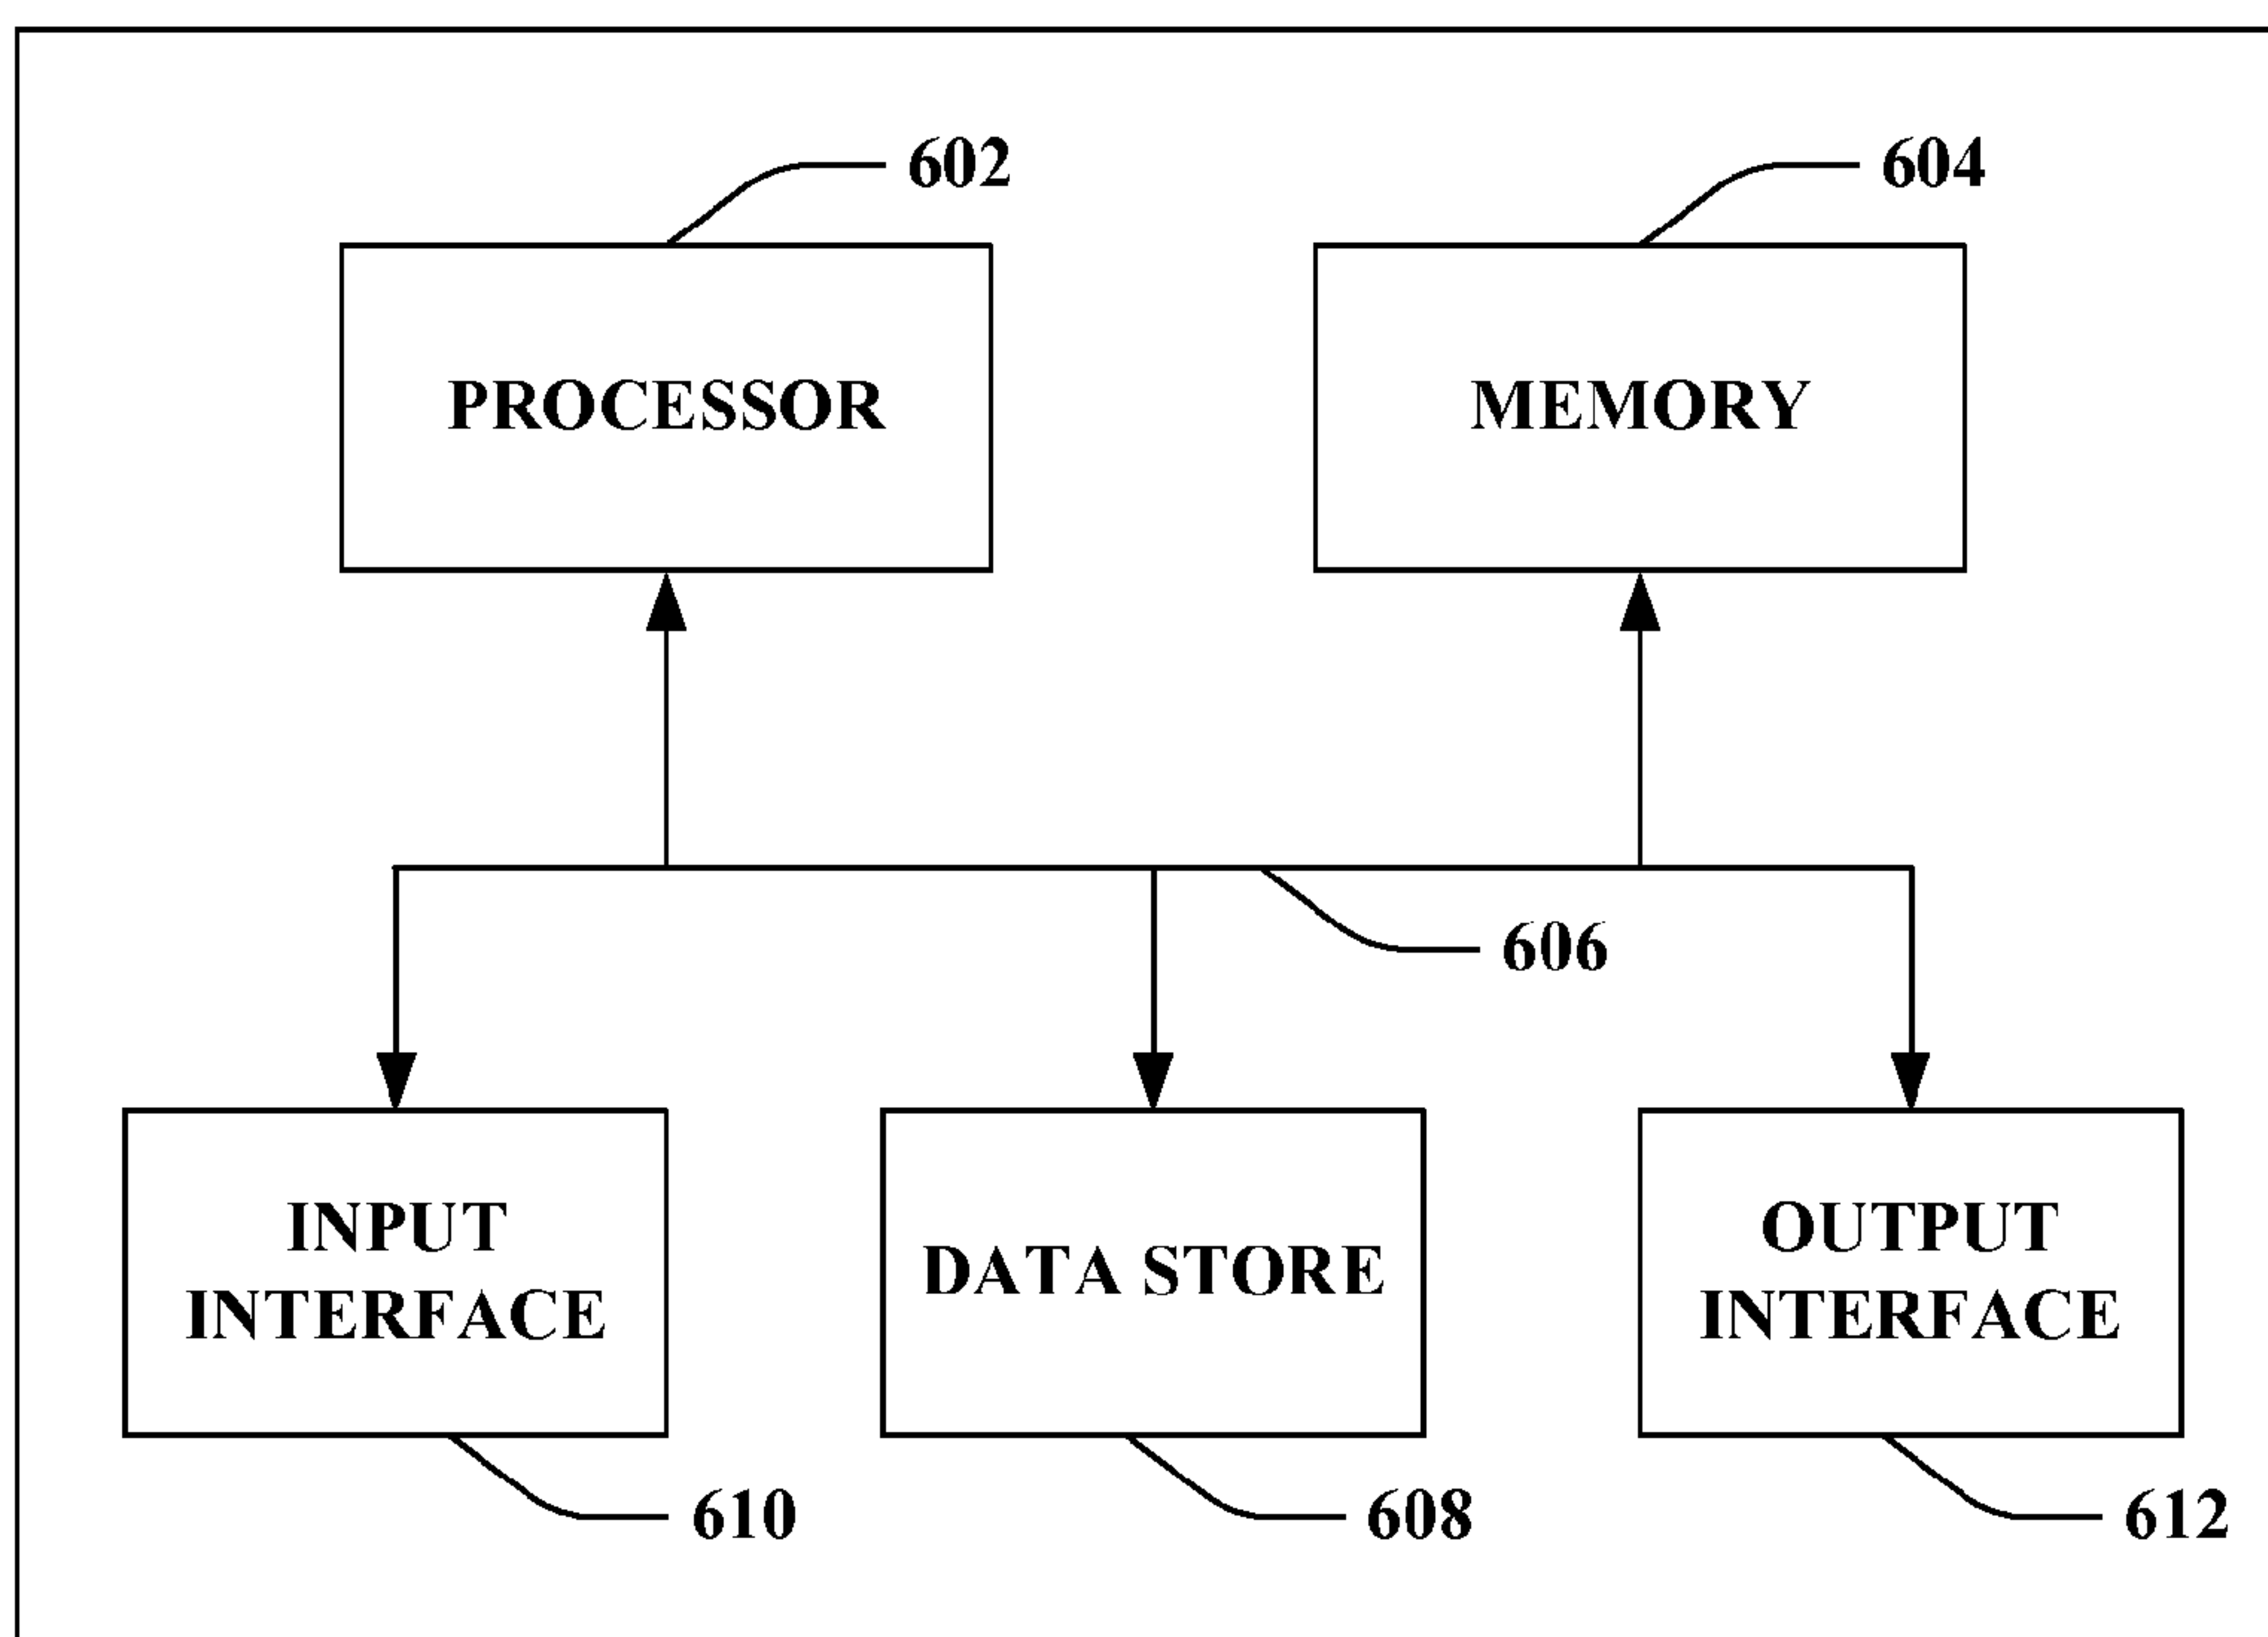 602
604
PROCESSOR
MEMORY
606
INPUT
INTERFACE
DATA STORE
OUTPUT
INTERFACE
610
608
612